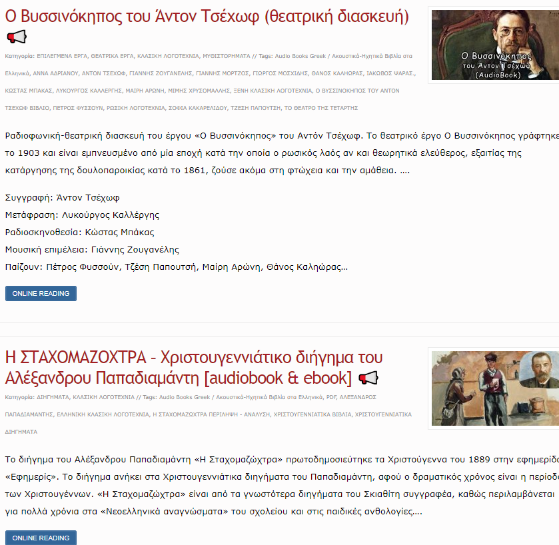 Ο Βυσσινόκηπος του Άντον Τσέχωφ (θεατρική διασκευή)
Ο Βυσσινόκηπος
του Άντον Τσέχωφ
(AudioBook)
Κατηγορία: ΕΠΙΛΕΓΜΕΝΑ ΕΡΓΑ, ΘΕΑΤΡΙΚΑ ΕΡΓΑ, ΚΛΑΣΙΚΗ ΛΟΓΟΤΕΧΝΙΑ, ΜΥΘΙΣΤΟΡΗΜΑΤΑ // Tags: Audio Books Greek / Ακουστικά-Ηχητικά Βιβλία στα
Ελληνικά, ΑΝΝΑ ΑΔΡΙΑΝΟΥ, ΑΝΤΟΝ ΤΣΕΧΟΦ, ΓΙΑΝΝΗΣ ΖΟΥΓΑΝΕΛΗΣ, ΓΙΑΝΝΗΣ ΜΟΡΤΖΟΣ, ΓΙΩΡΓΟΣ ΜΟΣΧΙΔΗΣ, ΘΑΝΟΣ ΚΑΛΗΩΡΑΣ, ΙΑΚΩΒΟΣ ΨΑΡΑΣ,
ΚΩΣΤΑΣ ΜΠΑΚΑΣ, ΛΥΚΟΥΡΓΟΣ ΚΑΛΛΕΡΓΗΣ, ΜΑΙΡΗ ΑΡΩΝΗ, ΜΙΜΗΣ ΧΡΥΣΟΜΑΛΛΗΣ, ΞΕΝΗ ΚΛΑΣΙΚΗ ΛΟΓΟΤΕΧΝΙΑ, Ο ΒΥΣΣΙΝΟΚΗΠΟΣ ΤΟΥ ΑΝΤΟΝ
ΤΣΕΧΟΦ ΒΙΒΛΙΟ, ΠΕΤΡΟΣ ΦΥΣΣΟΥΝ, ΡΩΣΙΚΗ ΛΟΓΟΤΕΧΝΙΑ, ΣΟΦΙΑ ΚΑΚΑΡΕΛΙΔΟΥ, ΤΖΕΣΗ ΠΑΠΟΥΤΣΗ, ΤΟ ΘΕΑΤΡΟ ΤΗΣ ΤΕΤΑΡΤΗΣ
Ραδιοφωνική-θεατρική διασκευή του έργου «Ο Βυσσινόκηπος» του Αντόν Τσέχωφ. Το θεατρικό έργο Ο Βυσσινόκηπος γράφτηκε
το 1903 και είναι εμπνευσμένο από μία εποχή κατά την οποία ο ρωσικός λαός αν και θεωρητικά ελεύθερος, εξαιτίας της
κατάργησης της δουλοπαροικίας κατά το 1861, ζούσε ακόμα στη φτώχεια και την αμάθεια. ….
Συγγραφή: Άντον Τσέχωφ
Μετάφραση: Λυκούργος Καλλέργης
Ραδιοσκηνοθεσία: Κώστας Μπάκας
Μουσική επιμέλεια: Γιάννης Ζουγανέλης
Παίζουν: Πέτρος Φυσσούν, Τζέση Παπουτσή, Μαίρη Αρώνη, Θάνος Καληώρας…
ONLINE READING
Η ΣΤΑΧΟΜΑΖΟΧΤΡΑ – Χριστουγεννιάτικο διήγημα του
Αλέξανδρου Παπαδιαμάντη [audiobook & ebook]
Κατηγορία: ΔΙΗΓΗΜΑΤΑ, ΚΛΑΣΙΚΗ ΛΟΓΟΤΕΧΝΙΑ // Tags: Audio Books Greek / Ακουστικά-Ηχητικά Βιβλία στα Ελληνικά, PDF, ΑΛΕΞΑΝΔΡΟΣ
ΠΑΠΑΔΙΑΜΑΝΤΗΣ, ΕΛΛΗΝΙΚΗ ΚΛΑΣΙΚΗ ΛΟΓΟΤΕΧΝΙΑ, Η ΣΤΑΧΟΜΑΖΩΧΤΡΑ ΠΕΡΙΛΗΨΗ - ΑΝΑΛΥΣΗ, ΧΡΙΣΤΟΥΓΕΝΝΙΑΤΙΚΑ ΒΙΒΛΙΑ, ΧΡΙΣΤΟΥΓΕΝΝΙΑΤΙΚΑ
ΔΙΗΓΗΜΑΤΑ
Το διήγημα του Αλέξανδρου Παπαδιαμάντη «Η Σταχομαζώχτρα» πρωτοδημοσιεύτηκε τα Χριστούγεννα του 1889 στην εφημερίδα
«Εφημερίς». Το διήγημα ανήκει στα Χριστουγεννιάτικα διηγήματα του Παπαδιαμάντη, αφού ο δραματικός χρόνος είναι η περίοδο
των Χριστουγέννων. «Η Σταχομαζώχτρα» είναι από τα γνωστότερα διηγήματα του Σκιαθίτη συγγραφέα, καθώς περιλαμβάνεται
για πολλά χρόνια στα «Νεοελληνικά αναγνώσματα» του σχολείου και στις παιδικές ανθολογίες,…
ONLINE READING